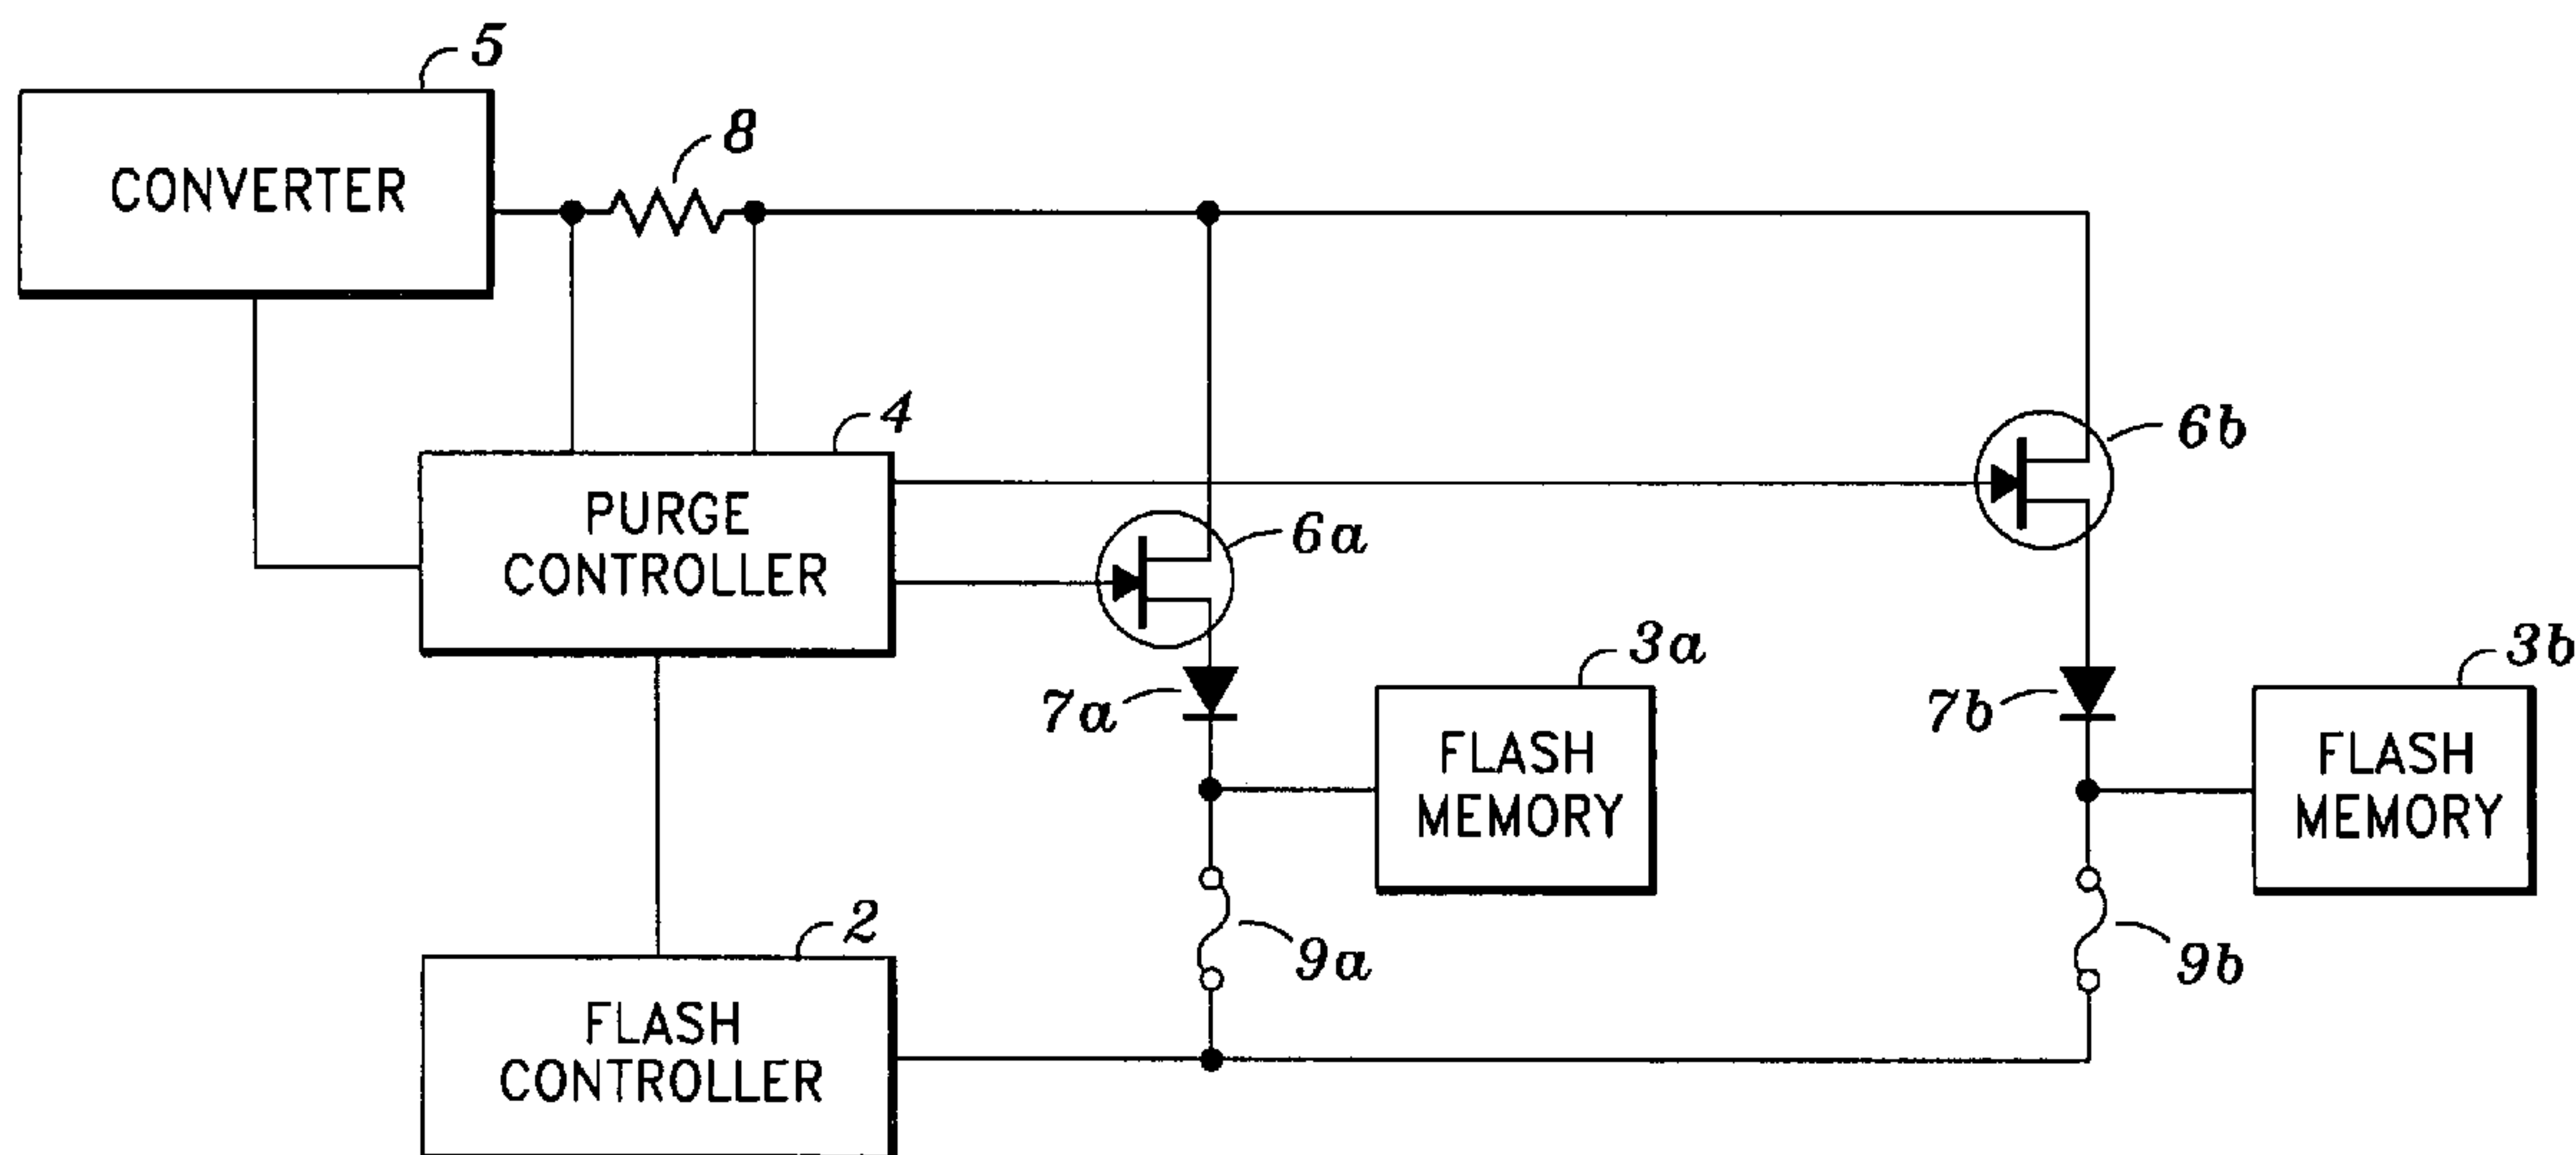 5
CONVERTER
8
4
PURGE
CONTROLLER
6a
6b
7a
3a
FLASH
MEMORY
7b
3b
FLASH
MEMORY
9a
9b
2
FLASH
CONTROLLER